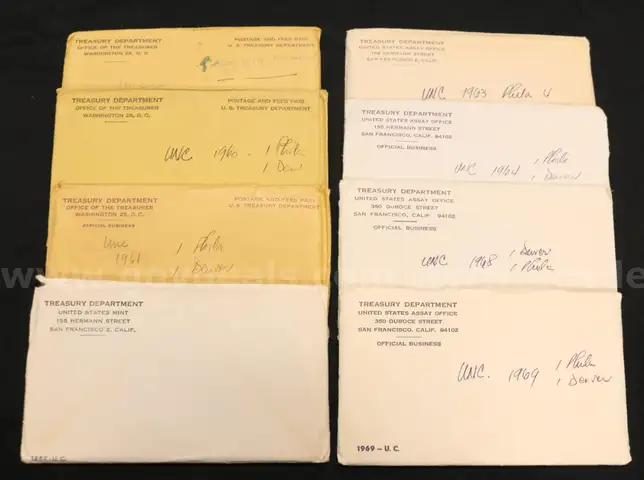 TREASURY DEPARTMENT
OFFICE OF THE TREASURER
WASHINGTON 25, D. C.
POSTAGE AND FEES PAID
U. S. TREASURY DEPARTMENT
TREASURY DEPARTMENT
OFFICE OF THE TREASURER
WASHINGTON 25, D. C.
POSTAGE AND FEES PAID
U. S. TREASURY DEPARTMENT
UNC 1960 - 1 Phila
1 Den
TREASURY DEPARTMENT
OFFICE OF THE TREASURER
WASHINGTON 25, D. C.
OFFICIAL BUSINESS
POSTAGE AND FEES PAID
U. S. TREASURY DEPARTMENT
UNC
1961
1 Phila
1 Denver
TREASURY DEPARTMENT
UNITED STATES MINT
155 HERMANN STREET
SAN FRANCISCO 2, CALIF.
TREASURY DEPARTMENT
UNITED STATES ASSAY OFFICE
155 HERMANN STREET
SAN FRANCISCO 2, CALIF.
UNC 1963 Phila 4
TREASURY DEPARTMENT
UNITED STATES ASSAY OFFICE
155 HERMANN STREET
SAN FRANCISCO, CALIF. 94102
OFFICIAL BUSINESS
UNC 1964 1 Phila
1 Denver
TREASURY DEPARTMENT
UNITED STATES ASSAY OFFICE
350 DUBOCE STREET
SAN FRANCISCO, CALIF. 94102
OFFICIAL BUSINESS
UNC 1968 1 Denver
1 Phila
TREASURY DEPARTMENT
UNITED STATES ASSAY OFFICE
350 DUBOCE STREET
SAN FRANCISCO, CALIF. 94102
OFFICIAL BUSINESS
UNC. 1969 1 Phila
1 Denver
1969 – U.C.